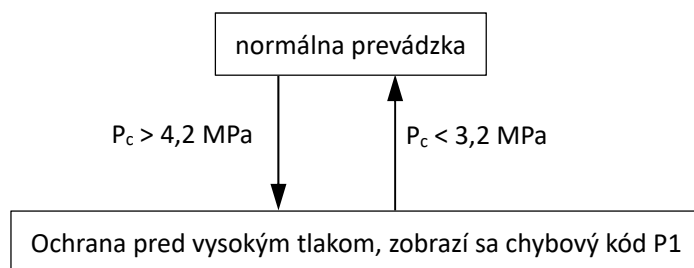 normálna prevádzka
Pc > 4,2 MPa
Pc < 3,2 MPa
Ochrana pred vysokým tlakom, zobrazí sa chybový kód P1